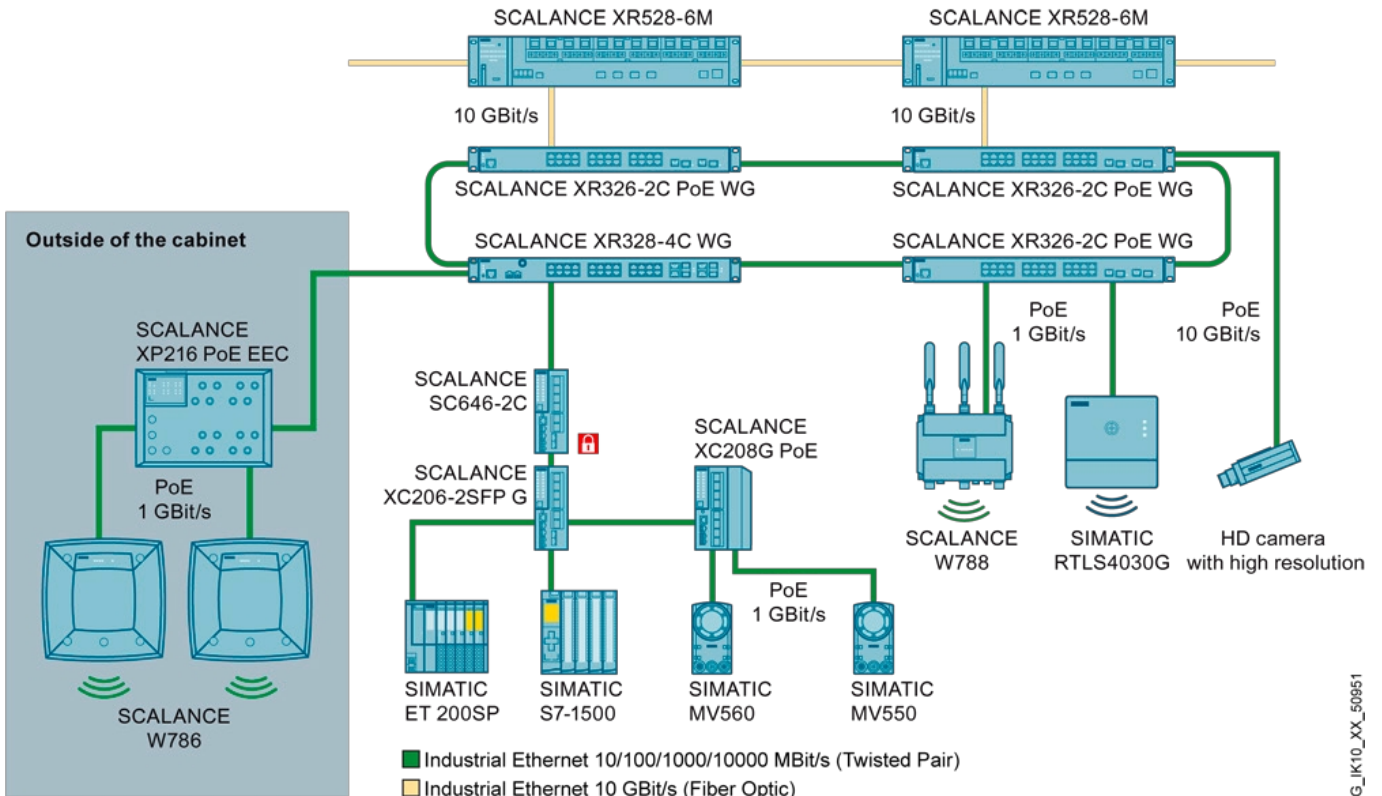 SCALANCE XR528-6M
SCALANCE XR528-6M
10 GBit/s
10 GBit/s
SCALANCE XR326-2C PoE WG
SCALANCE XR326-2C PoE WG
Outside of the cabinet
SCALANCE XR328-4C WG
SCALANCE XR326-2C PoE WG
SCALANCE
XP216 PoE EEC
PoE
1 GBit/s
PoE
10 GBit/s
SCALANCE
SC646-2C
SCALANCE
XC208G PoE
SCALANCE
XC206-2SFP G
PoE
1 GBit/s
SCALANCE
W788
SIMATIC
RTLS4030G
HD camera
with high resolution
PoE
1 GBit/s
SIMATIC
ET 200SP
SIMATIC
S7-1500
SIMATIC
MV560
SIMATIC
MV550
SCALANCE
W786
Industrial Ethernet 10/100/1000/10000 MBit/s (Twisted Pair)
Industrial Ethernet 10 GBit/s (Fiber Optic)
G_IK10_XX_50951